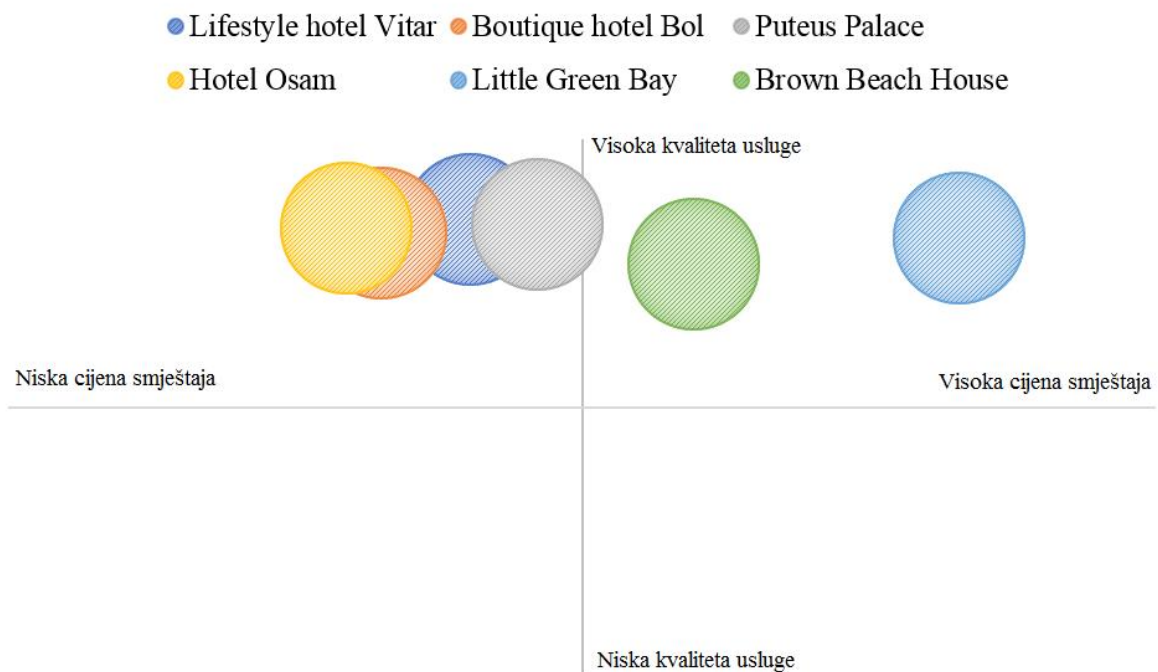 Lifestyle hotel Vitar Boutique hotel Bol Puteus Palace
Hotel Osam Little Green Bay Brown Beach House
Visoka kvaliteta usluge
Niska cijena smještaja
Visoka cijena smještaja
Niska kvaliteta usluge